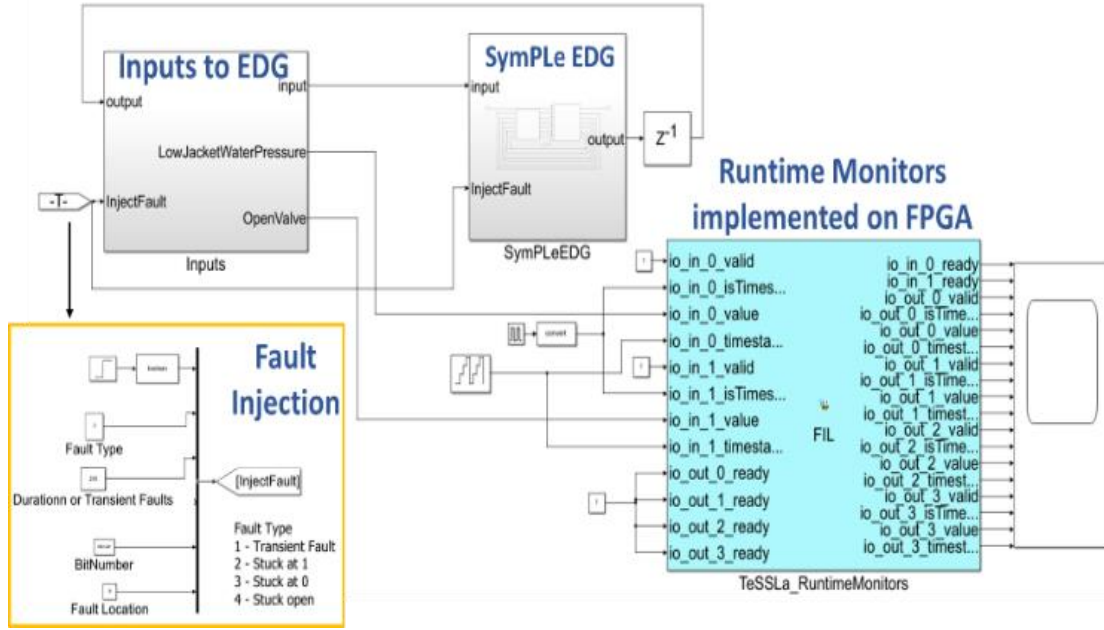 Inputs to EDG
output
input
LowJacketWaterPressure
InjectFault
OpenValve
Inputs
-T-
SymPLe EDG
input
output
InjectFault
SymPLeEDG
Z-1
Runtime Monitors
implemented on FPGA
io_in_0_valid
io_in_0_isTimes...
io_in_0_value
io_in_0_timesta...
io_in_1_valid
io_in_1_isTimes...
io_in_1_value
io_in_1_timesta...
io_out_0_ready
io_out_1_ready
io_out_2_ready
io_out_3_ready
FIL
io_in_0_ready
io_in_1_ready
io_out_0_valid
io_out_0_isTime...
io_out_0_value
io_out_0_timest...
io_out_1_valid
io_out_1_isTime...
io_out_1_value
io_out_1_timest...
io_out_2_valid
io_out_2_isTime...
io_out_2_value
io_out_2_timest...
io_out_3_valid
io_out_3_isTime...
io_out_3_value
io_out_3_timest...
TeSSLa_RuntimeMonitors
convert
Fault
Injection
boolean
Fault Type
Durationn or Transient Faults
BitNumber
Fault Location
[InjectFault]
Fault Type
1 - Transient Fault
2 - Stuck at 1
3 - Stuck at 0
4 - Stuck open